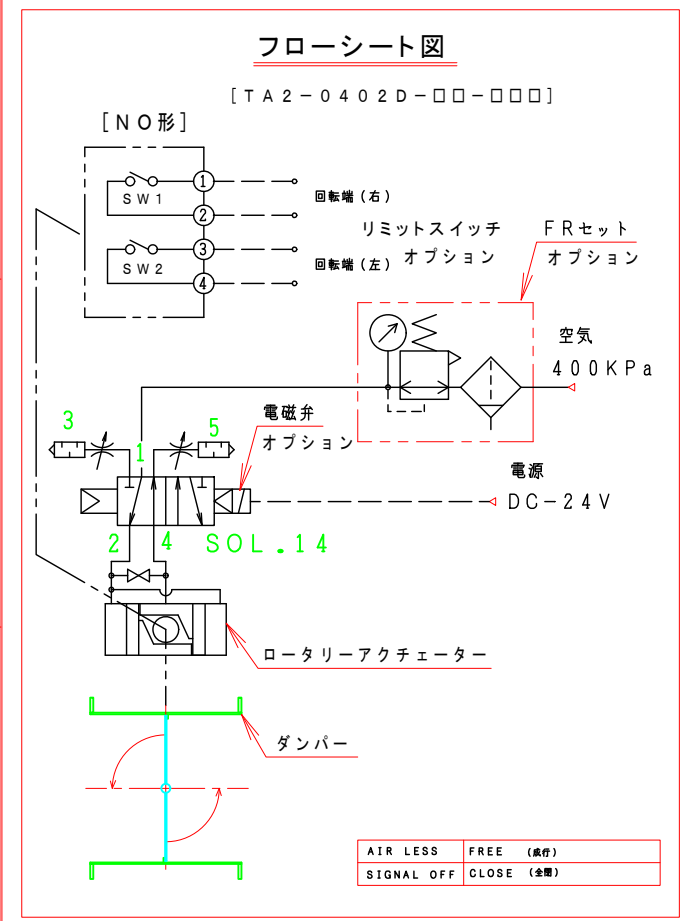 フローシート図
[TA2-0402D-□□-□□□]
[NO形]
1
SW1
2
3
SW2
4
回転端(右)
回転端(左)
リミットスイッチ
オプション
FRセット
オプション
空気
400KPa
3
1
5
電磁弁
オプション
電源
DC-24V
2
4
SOL.14
ロータリーアクチェーター
ダンパー
AIR LESS FREE (成行)
SIGNAL OFF CLOSE (全閉)